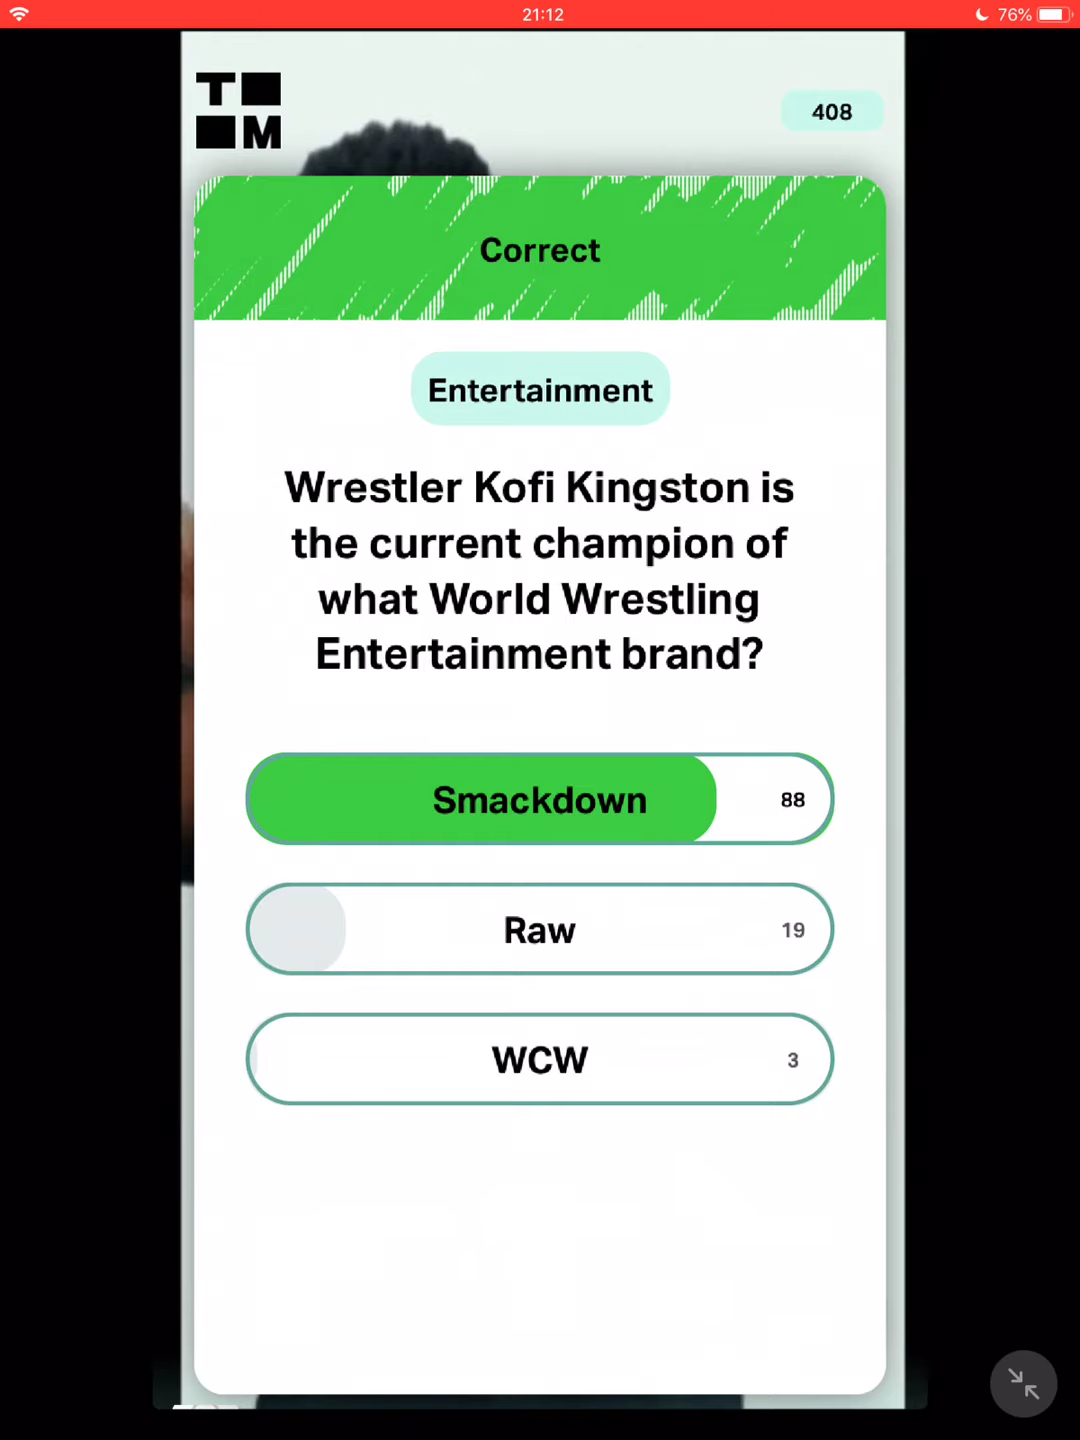 21:12
76%
T
M
408
Correct
Entertainment
Wrestler Kofi Kingston is
the current champion of
what World Wrestling
Entertainment brand?
Smackdown 88
Raw 19
WCW 3